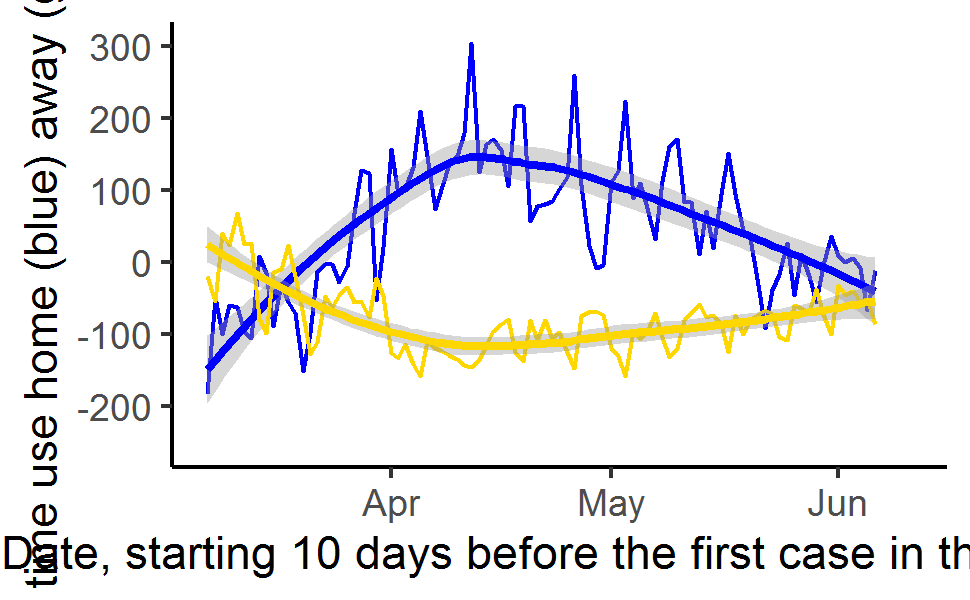 time use home (blue) away (
300
200
100
0
-100
-200
Apr May Jun
Date, starting 10 days before the first case in th